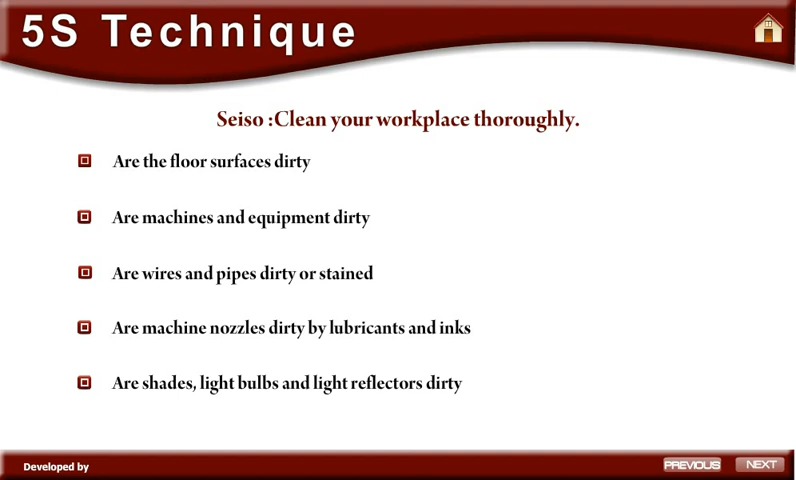 5S Technique
Seiso :Clean your workplace thoroughly.
Are the floor surfaces dirty
Are machines and equipment dirty
Are wires and pipes dirty or stained
Are machine nozzles dirty by lubricants and inks
Are shades, light bulbs and light reflectors dirty
Developed by
PREVIOUS
NEXT